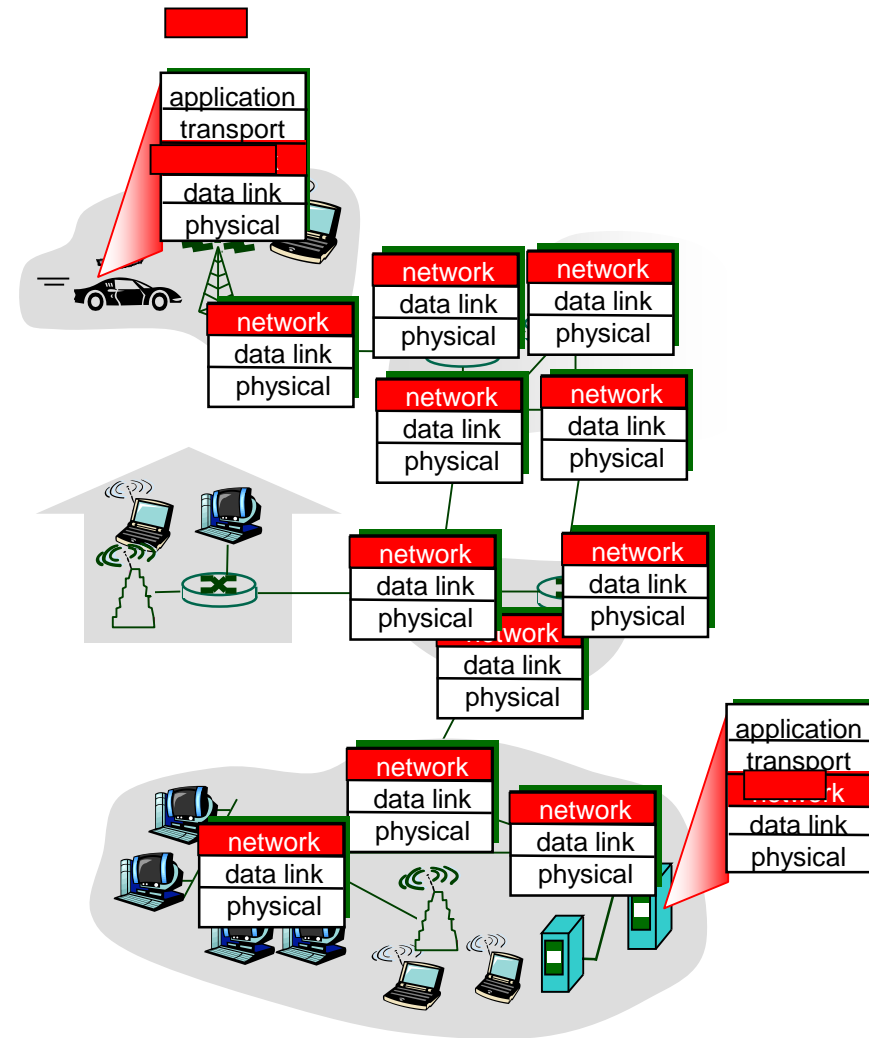 application
transport
data link
physical
network
data link
physical
network
data link
physical
network
data link
physical
network
data link
physical
network
data link
physical
network
data link
physical
network
data link
physical
network
data link
physical
application
transport
data link
physical
network
data link
physical
network
data link
physical
network
data link
physical